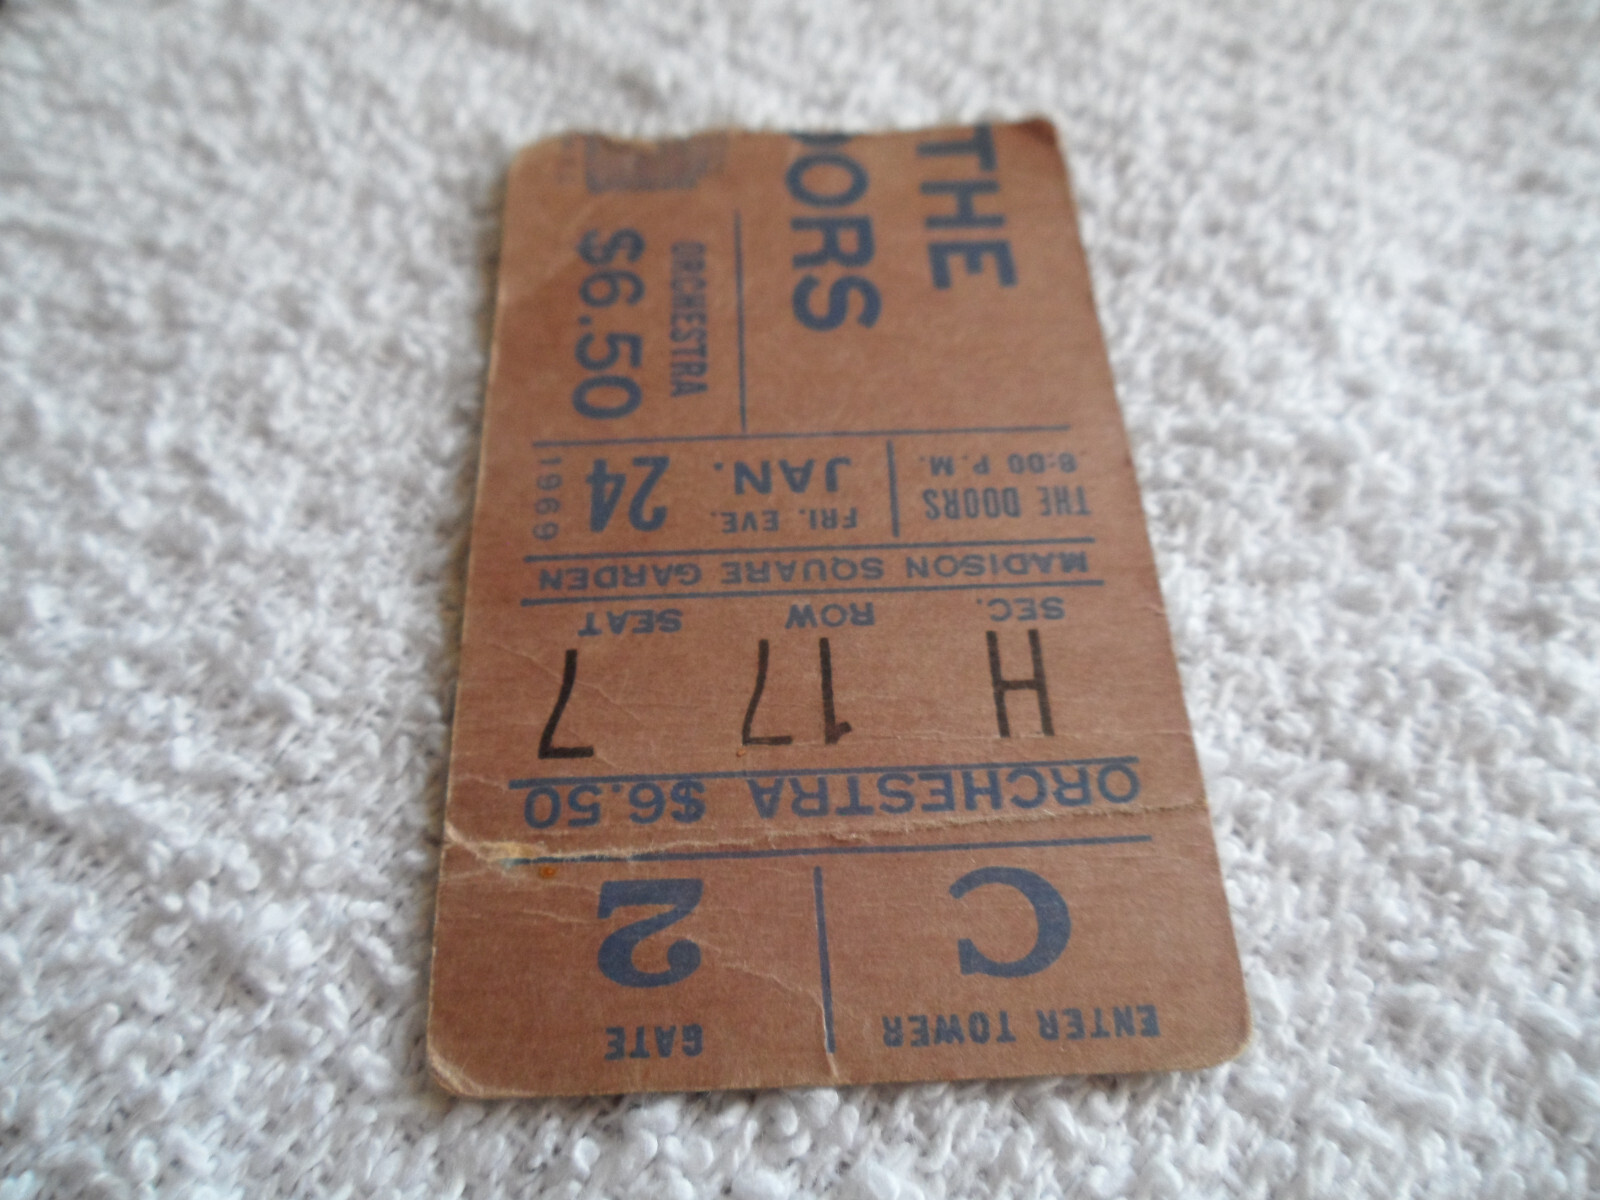 ENTER TOWER
C
GATE
2
ORCHESTRA $6.50
SEC. ROW SEAT
H 17 7
MADISON SQUARE GARDEN
THE DOORS
8:00 P.M.
FRI. EVE.
JAN. 24
1969
THE
OORS
ORCHESTRA
$6.50